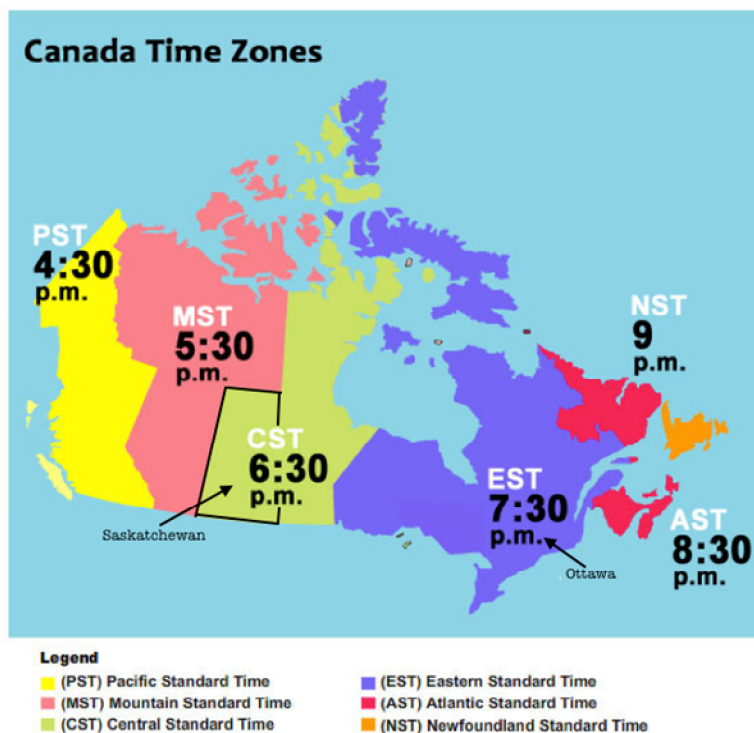 Canada Time Zones
PST
4:30
p.m.
MST
5:30
p.m.
NST
9
p.m.
CST
6:30
p.m.
EST
7:30
p.m.
AST
8:30
p.m.
Saskatchewan
Ottawa
Legend
(PST) Pacific Standard Time
(MST) Mountain Standard Time
(CST) Central Standard Time
(EST) Eastern Standard Time
(AST) Atlantic Standard Time
(NST) Newfoundland Standard Time